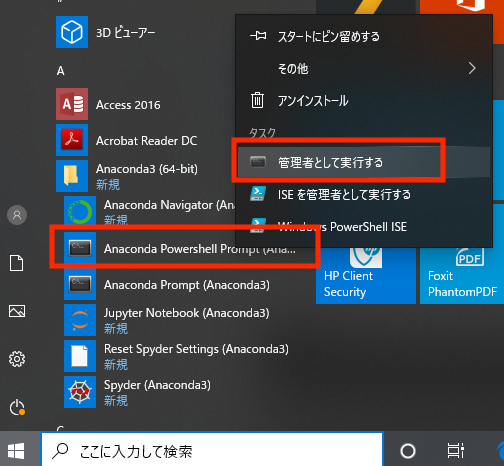 3D ビューアー
A
Access 2016
Acrobat Reader DC
Anaconda3 (64-bit)
新規
Anaconda Navigator (Ana
Anaconda Powershell Prompt (Ana...
Anaconda Prompt (Anaconda3)
Jupyter Notebook (Anaconda3)
新規
Reset Spyder Settings (Anaconda3)
新規
Spyder (Anaconda3)
新規
スタートにピン留めする
その他
アンインストール
タスク
管理者として実行する
ISE を管理者として実行する
Windows PowerShell ISE
HP Client
Security
PDF
Foxit
PhantomPDF
ここに入力して検索